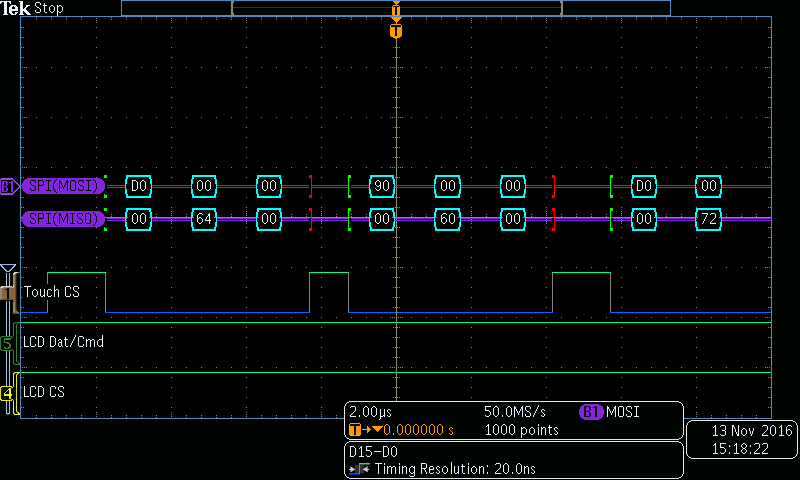 Tek Stop
T
T
B1 SPI(MOSI) D0 00 00 90 00 00 D0 00
SPI(MISO) 00 64 00 00 60 00 00 72
1 Touch CS
5 LCD Dat/Cmd
4 LCD CS
2.00µs 50.0MS/s B1 MOSI
T→▼0.000000 s 1000 points
D15-D0
Timing Resolution: 20.0ns
13 Nov 2016
15:18:22